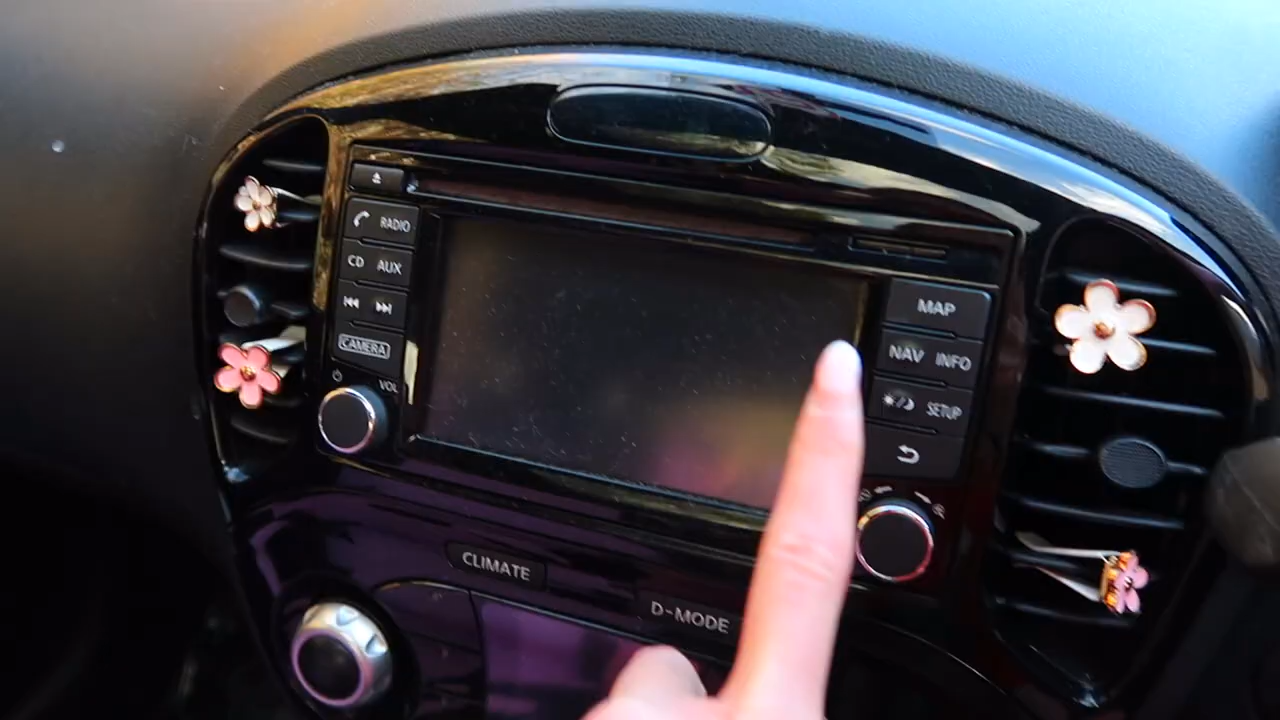 RADIO
CD AUX
CAMERA
VOL
MAP
NAV INFO
SETUP
CLIMATE
D-MODE